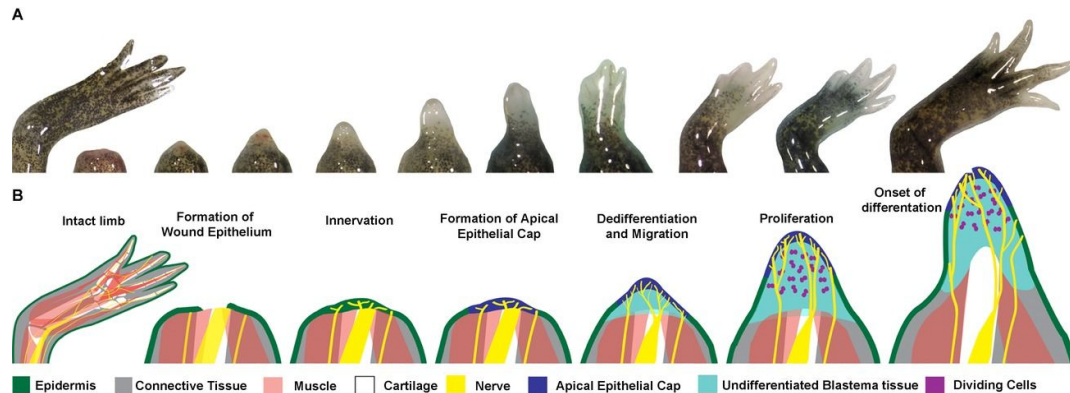 A
B
Intact limb
Formation of
Wound Epithelium
Innervation
Formation of Apical
Epithelial Cap
Dedifferentiation
and Migration
Proliferation
Onset of
differentation
Epidermis
Connective Tissue
Muscle
Cartilage
Nerve
Apical Epithelial Cap
Undifferentiated Blastema tissue
Dividing Cells